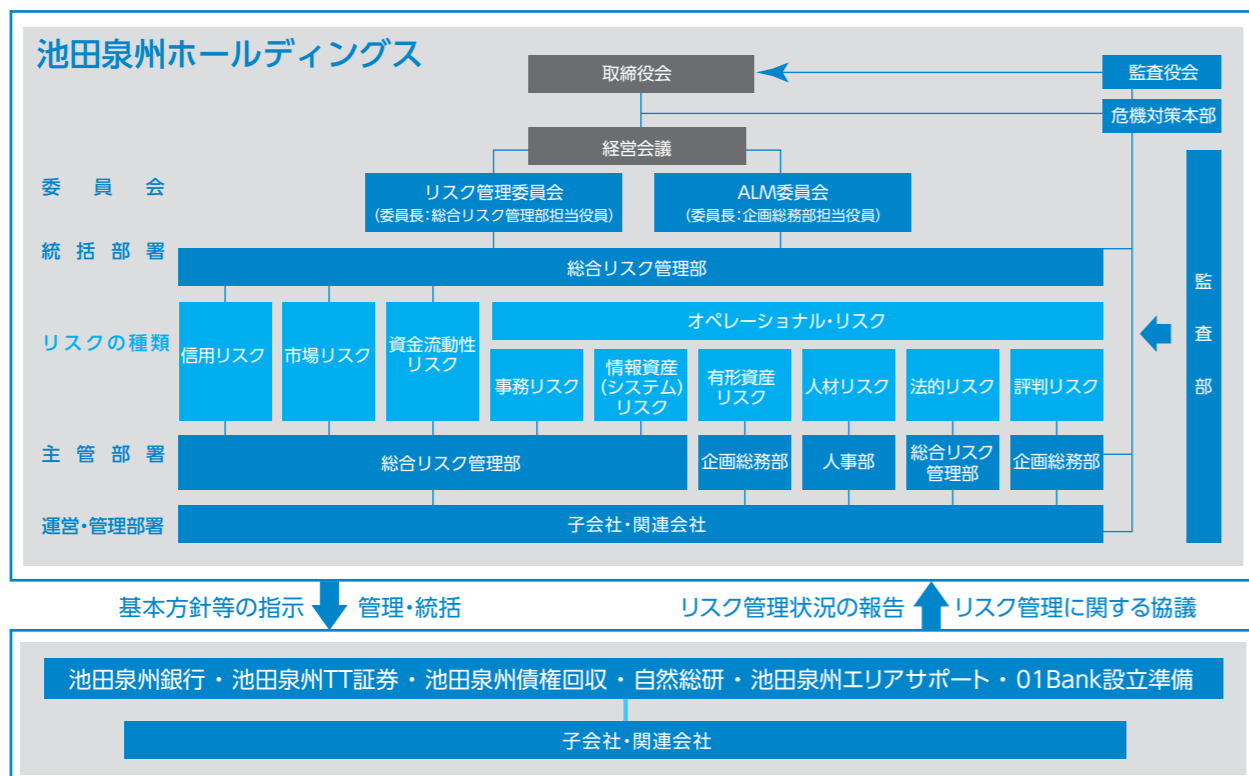 池田泉州ホールディングス
取締役会
監査役会
危機対策本部
経営会議
委員会
リスク管理委員会
(委員長:総合リスク管理部担当役員)
ALM委員会
(委員長:企画総務部担当役員)
統括部署
総合リスク管理部
監査部
リスクの種類
信用リスク
市場リスク
資金流動性
リスク
オペレーショナル・リスク
事務リスク
情報資産
(システム)
リスク
有形資産
リスク
人材リスク
法的リスク
評判リスク
主管部署
総合リスク管理部
企画総務部
人事部
総合リスク
管理部
企画総務部
運営・管理部署
子会社・関連会社
基本方針等の指示
管理・統括
リスク管理状況の報告
リスク管理に関する協議
池田泉州銀行・池田泉州TT証券・池田泉州債権回収・自然総研・池田泉州エリアサポート・01Bank設立準備
子会社・関連会社